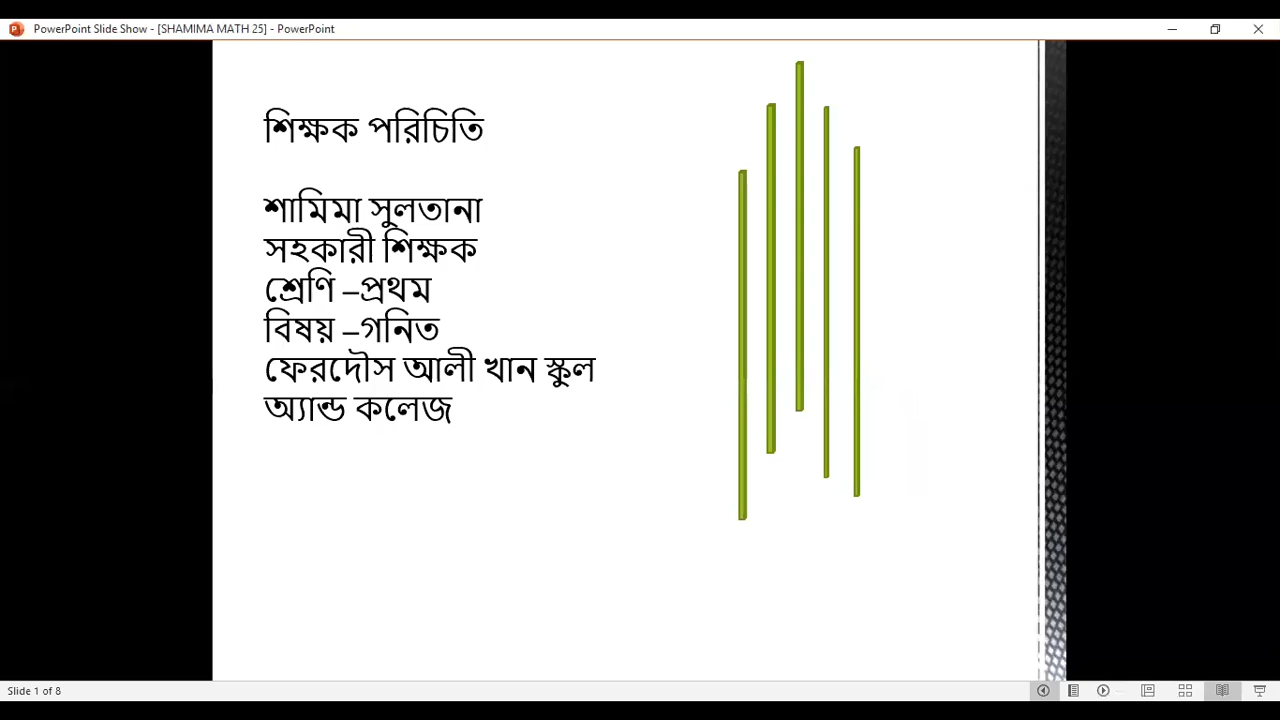 PowerPoint Slide Show - [SHAMIMA MATH 25] - PowerPoint
শিক্ষক পরিচিতি
শামিমা সুলতানা
সহকারী শিক্ষক
শ্রেণি –প্রথম
বিষয় –গনিত
ফেরদৌস আলী খান স্কুল
অ্যান্ড কলেজ
Slide 1 of 8